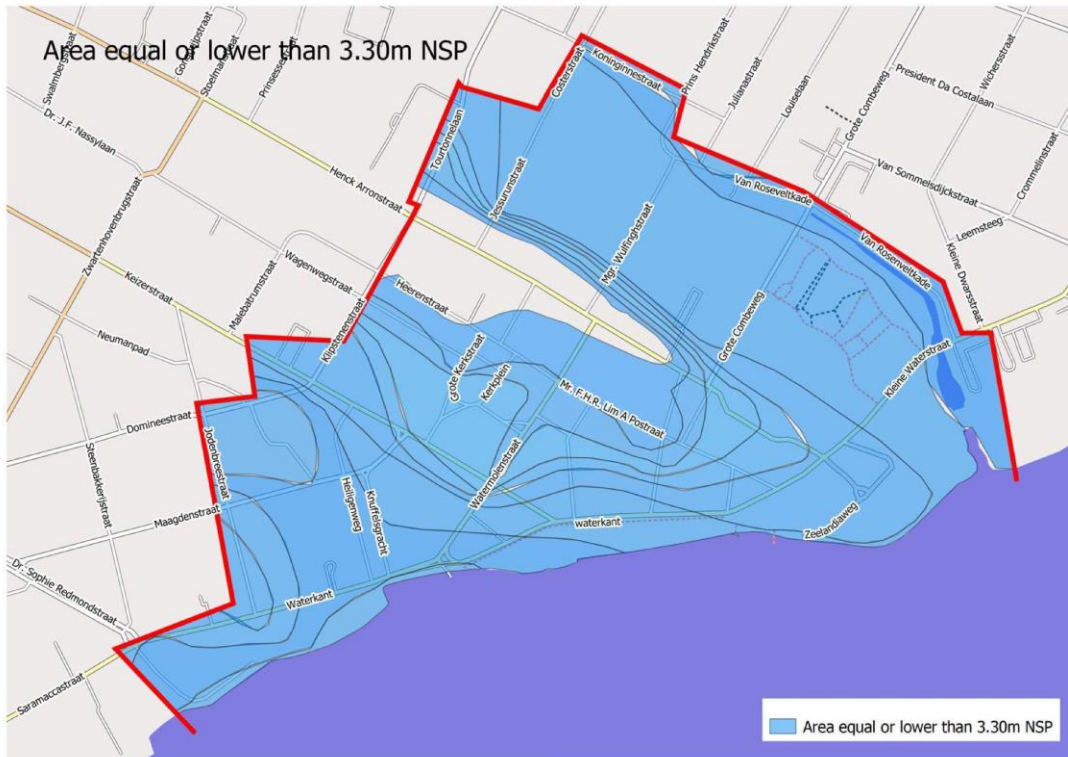 Area equal or lower than 3.30m NSP
Swalmbergstraat
Gongrijpstraat
Stoelmanstraat
Prinsessestraat
Dr. J.F. Nassylaan
Zwartenhovenbrugstraat
Henck Arronstraat
Tourtonnelaan
Costerstraat
Koninginnestraat
Prins Hendrikstraat
Julianastraat
Louiselaan
Grote Combeweg
President Da Costalaan
Wichersstraat
Van Sommelsdijckstraat
Crommelinstraat
Leemsteeg
Kleine Dwarsstraat
Van Roseveltkade
Van Rosenveltkade
Jessurunstraat
Mgr. Wulfinghstraat
Keizerstraat
Malebatrumstraat
Wagenwegstraat
Heerenstraat
Klipstenenstraat
Neumanpad
Grote Kerkstraat
Kerkplein
Grote Combeweg
Kleine Waterstraat
Mr. F.H.R. Lim A Postraat
Domineestraat
Jodenbreestraat
Steenbakkerijstraat
Maagdenstraat
Heiligenweg
Knuffelsgracht
Watermolenstraat
waterkant
Zeelandiaweg
Dr. Sophie Redmondstraat
Waterkant
Saramaccastraat
Area equal or lower than 3.30m NSP